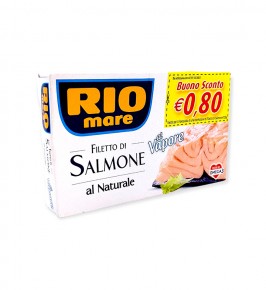 RIO
mare
Buono Sconto
€0,80
FILETTO DI
SALMONE
al Naturale
al Vapore